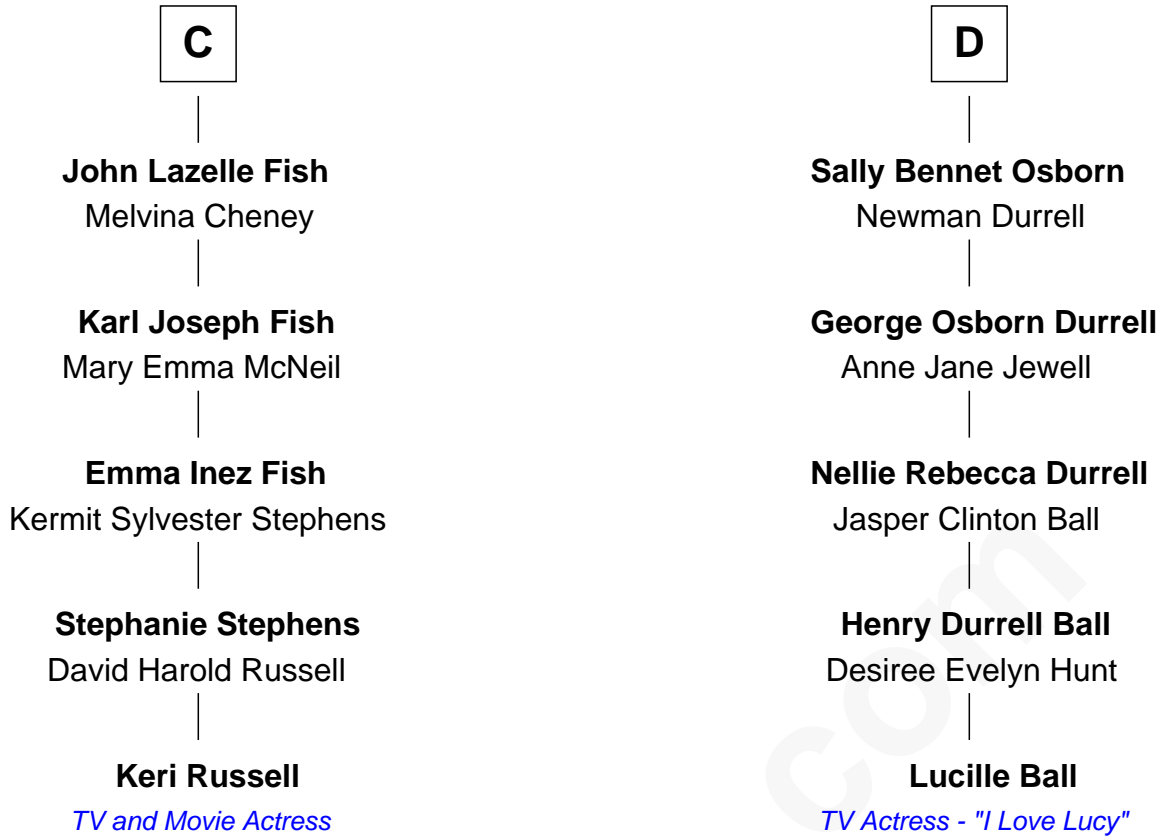 C
John Lazelle Fish
Melvina Cheney
Karl Joseph Fish
Mary Emma McNeil
Emma Inez Fish
Kermit Sylvester Stephens
Stephanie Stephens
David Harold Russell
Keri Russell
TV and Movie Actress
D
Sally Bennet Osborn
Newman Durrell
George Osborn Durrell
Anne Jane Jewell
Nellie Rebecca Durrell
Jasper Clinton Ball
Henry Durrell Ball
Desiree Evelyn Hunt
Lucille Ball
TV Actress - "I Love Lucy"
com